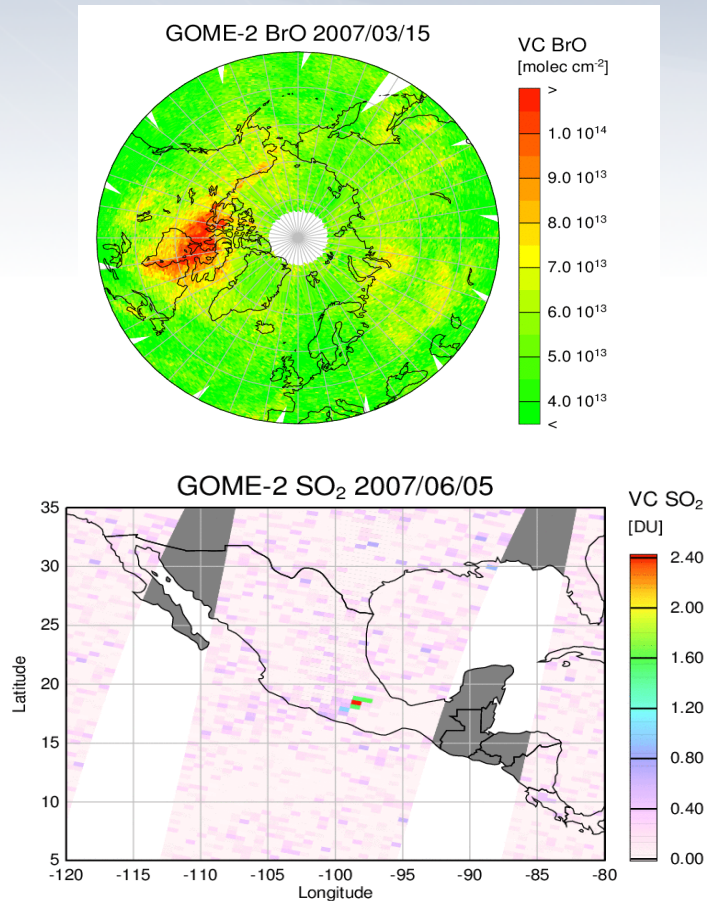 GOME-2 BrO 2007/03/15
VC BrO
[molec cm⁻²]
>
1.0 10¹⁴
9.0 10¹³
8.0 10¹³
7.0 10¹³
6.0 10¹³
5.0 10¹³
4.0 10¹³
<
GOME-2 SO₂ 2007/06/05
VC SO₂
[DU]
35
30
25
20
15
10
5
Latitude
-120 -115 -110 -105 -100 -95 -90 -85 -80
Longitude
2.40
2.00
1.60
1.20
0.80
0.40
0.00